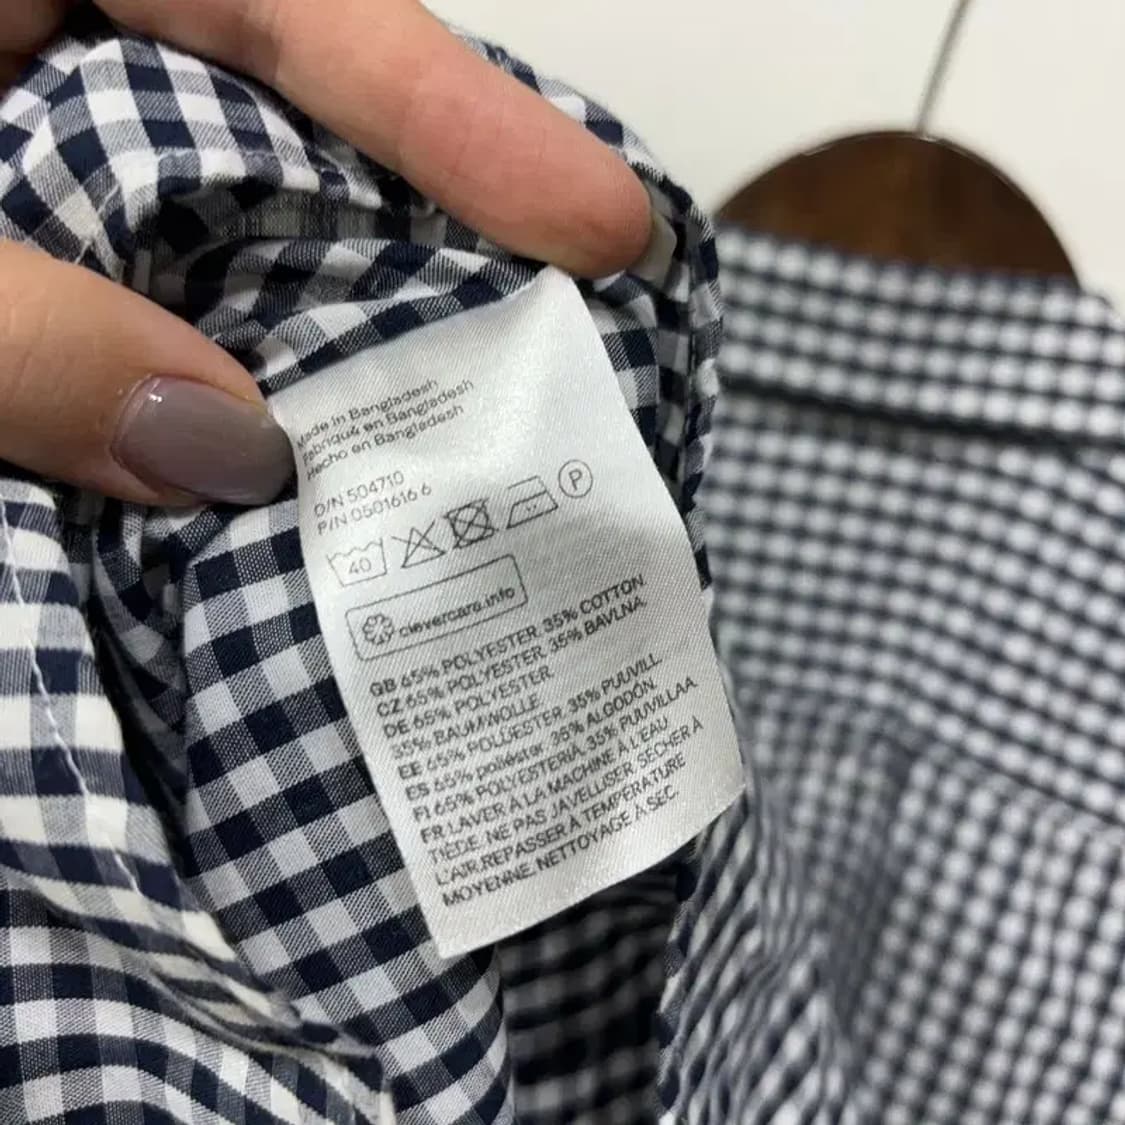 Made in Bangladesh
Fabriqué en Bangladesh
Hecho en Bangladesh
D/N 504710
P/N 0501616 6
40
P
clevercare.info
GB 65% POLYESTER, 35% COTTON
CZ 65% POLYESTER, 35% BAVLNA
DE 65% POLYESTER
35% BAUMWOLLE
EE 65% POLÜESTER, 35% PUUVILL
ES 65% poliéster, 35% ALGODÓN
FI 65% POLYESTERIÄ, 35% PUUVILLAA
FR LAVER À LA MACHINE À L'EAU
TIÈDE. NE PAS JAVELLISER. SÉCHER À
L'AIR.REPASSER À TEMPÉRATURE
MOYENNE. NETTOYAGE À SEC